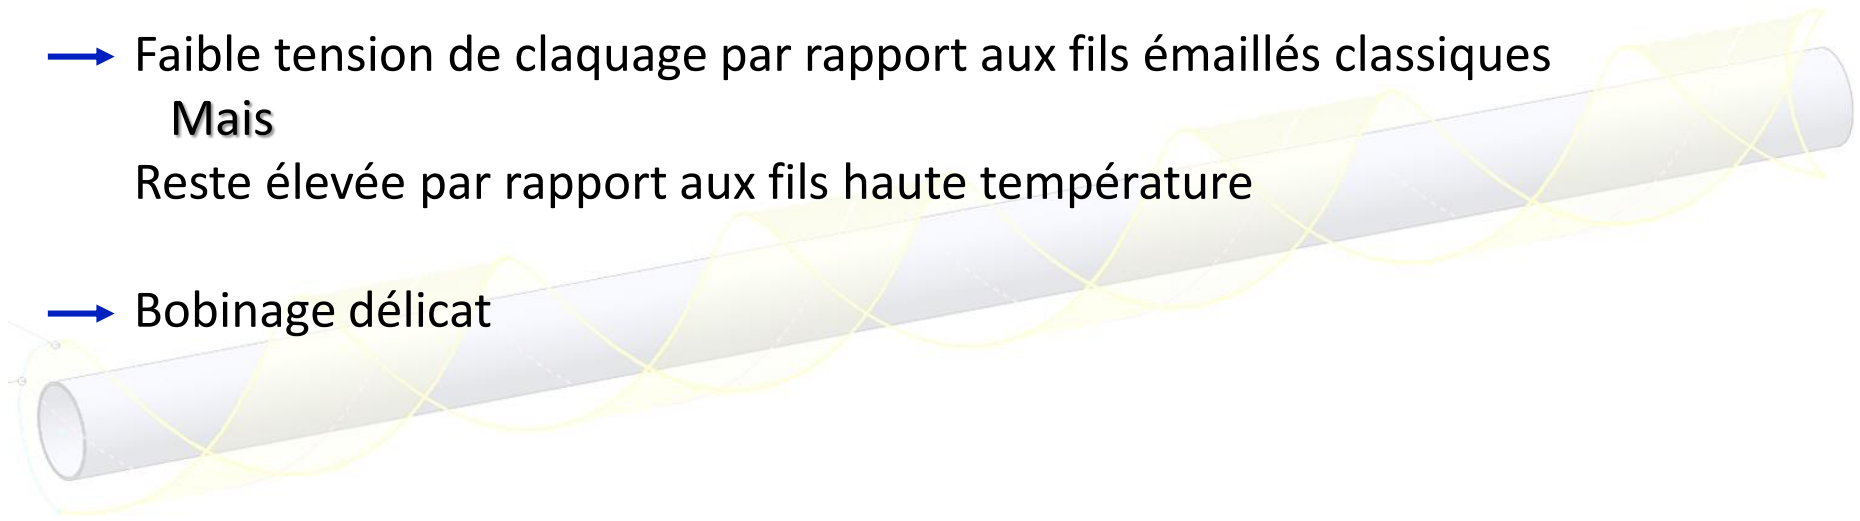 Faible tension de claquage par rapport aux fils émaillés classiques
Mais
Reste élevée par rapport aux fils haute température
Bobinage délicat